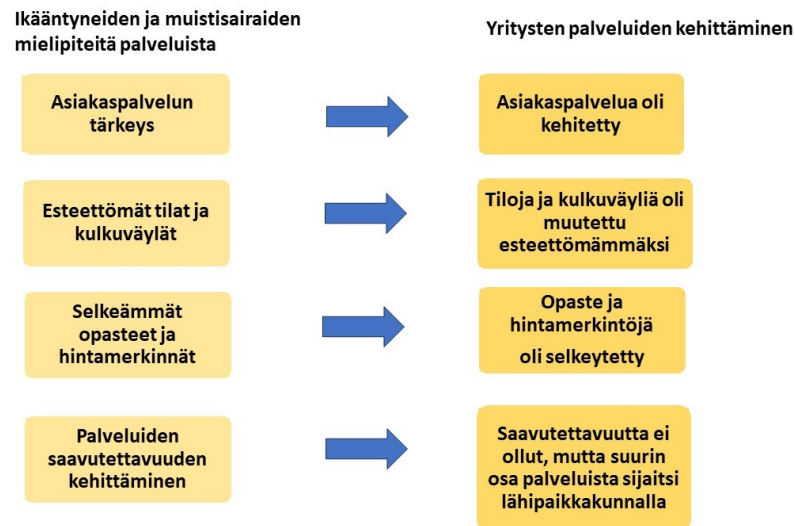 Ikääntyneiden ja muistisairaiden
mielipiteitä palveluista
Yritysten palveluiden kehittäminen
Asiakaspalvelun
tärkeys
Asiakaspalvelua oli
kehitetty
Esteettömät tilat ja
kulkuväylät
Tiloja ja kulkuväyliä oli
muutettu
esteettömämmäksi
Selkeämmät
opasteet ja
hintamerkinnät
Opaste ja
hintamerkintöjä
oli selkeytetty
Palveluiden
saavutettavuuden
kehittäminen
Saavutettavuutta ei
ollut, mutta suurin
osa palveluista sijaitsi
lähipaikkakunnalla